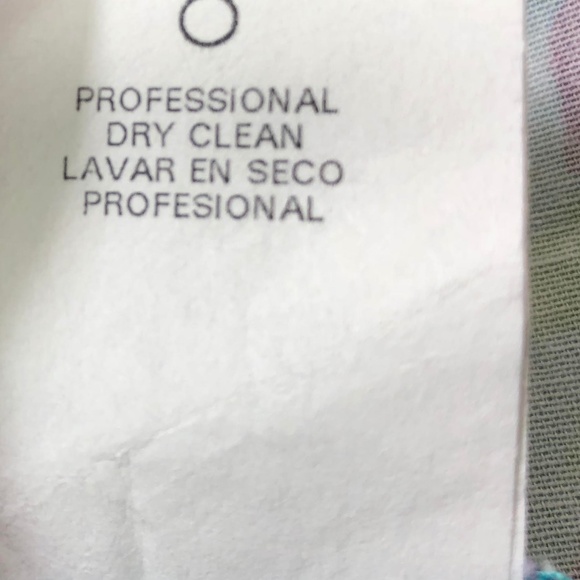 PROFESSIONAL
DRY CLEAN
LAVAR EN SECO
PROFESIONAL